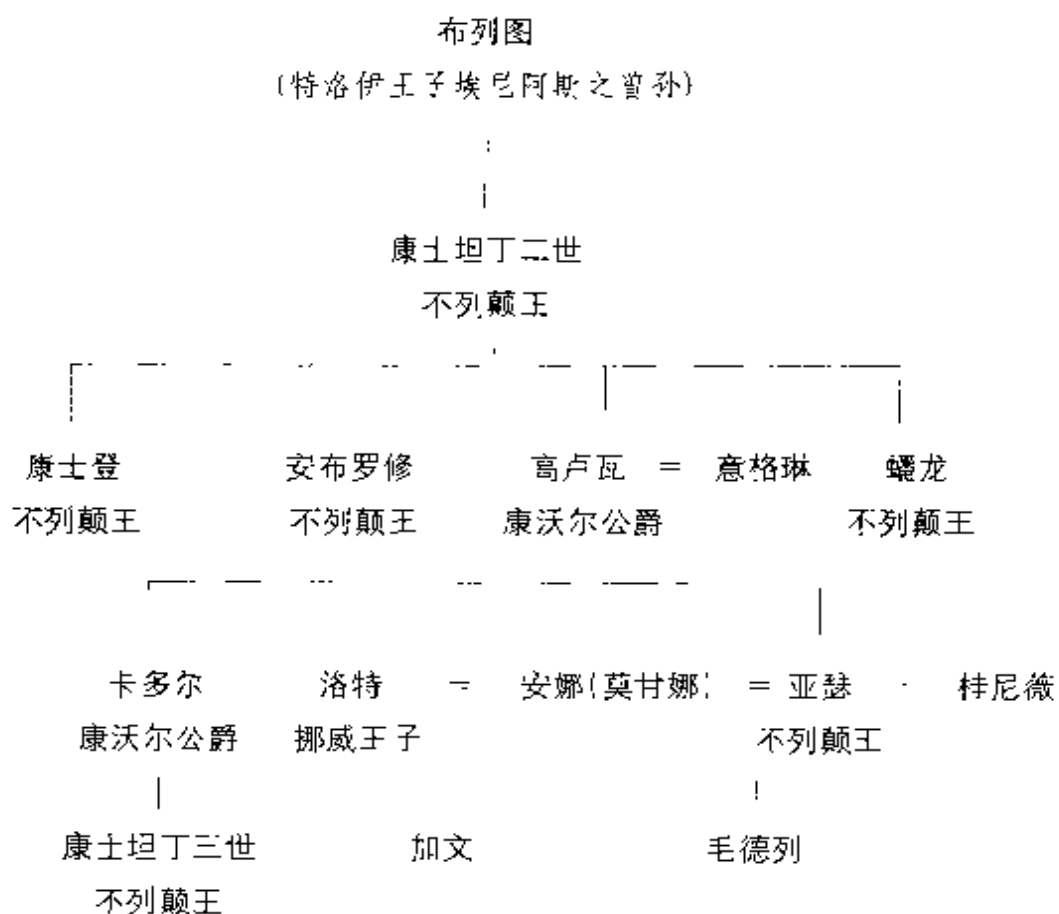 布列图
(特洛伊王子埃尼阿斯之曾孙)
康士坦丁二世
不列颠王
康士登 安布罗修 高卢瓦 = 意格琳 蟠龙
不列颠王 不列颠王 康沃尔公爵 不列颠王
卡多尔 洛特 = 安娜(莫甘娜) = 亚瑟 桂尼薇
康沃尔公爵 挪威王子 不列颠王
康士坦丁三世 加文 毛德列
不列颠王